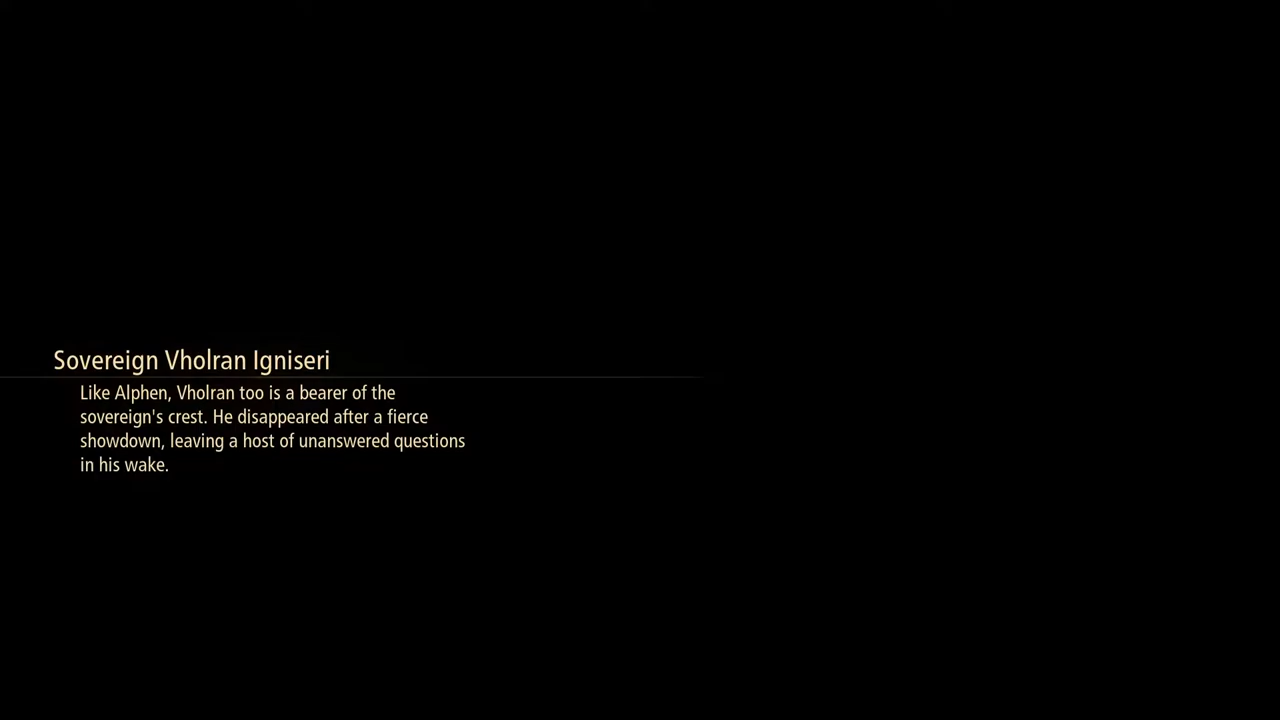 Sovereign Vholran Igniseri
Like Alphen, Vholran too is a bearer of the
sovereign's crest. He disappeared after a fierce
showdown, leaving a host of unanswered questions
in his wake.